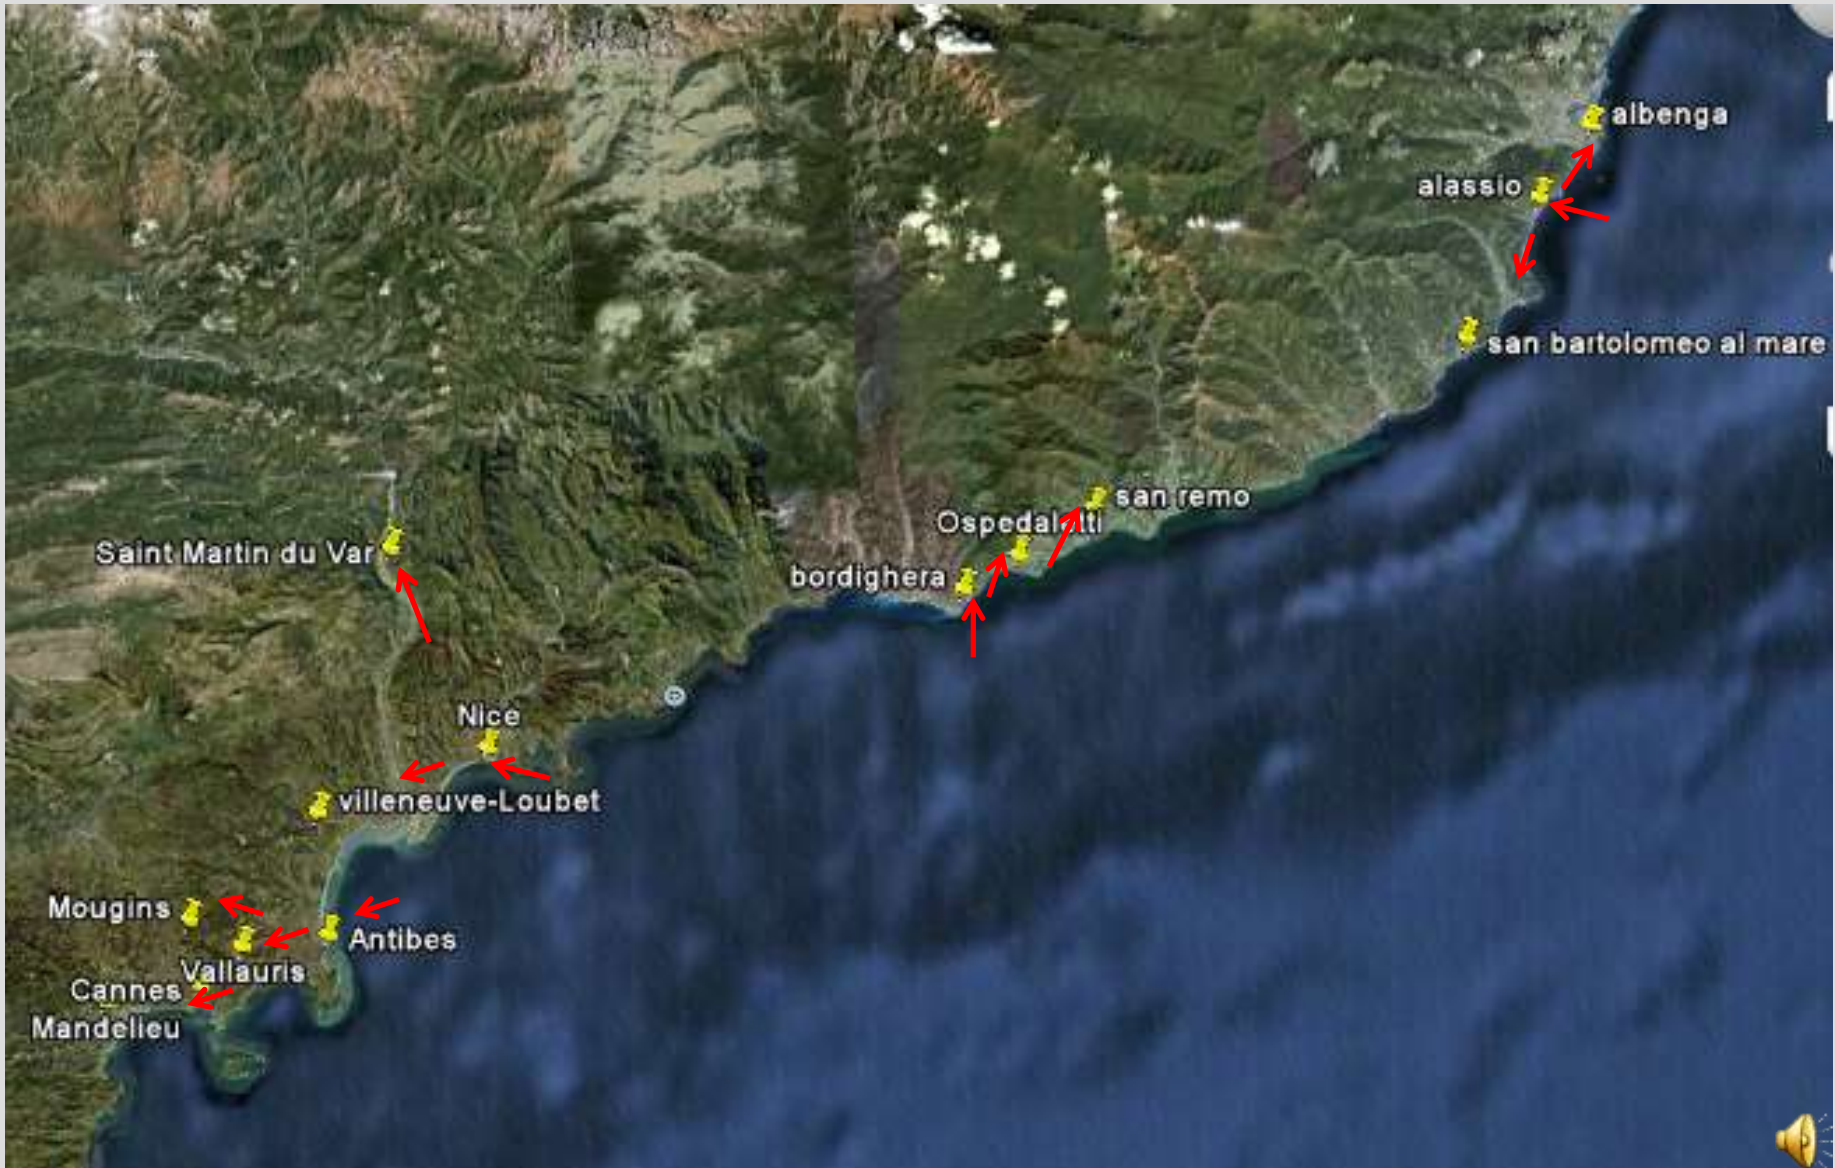 albenga
alassio
san bartolomeo al mare
san remo
Ospedaletti
bordighera
Saint Martin du Var
Nice
villeneuve-Loubet
Mougins
Antibes
Vallauris
Cannes
Mandelieu